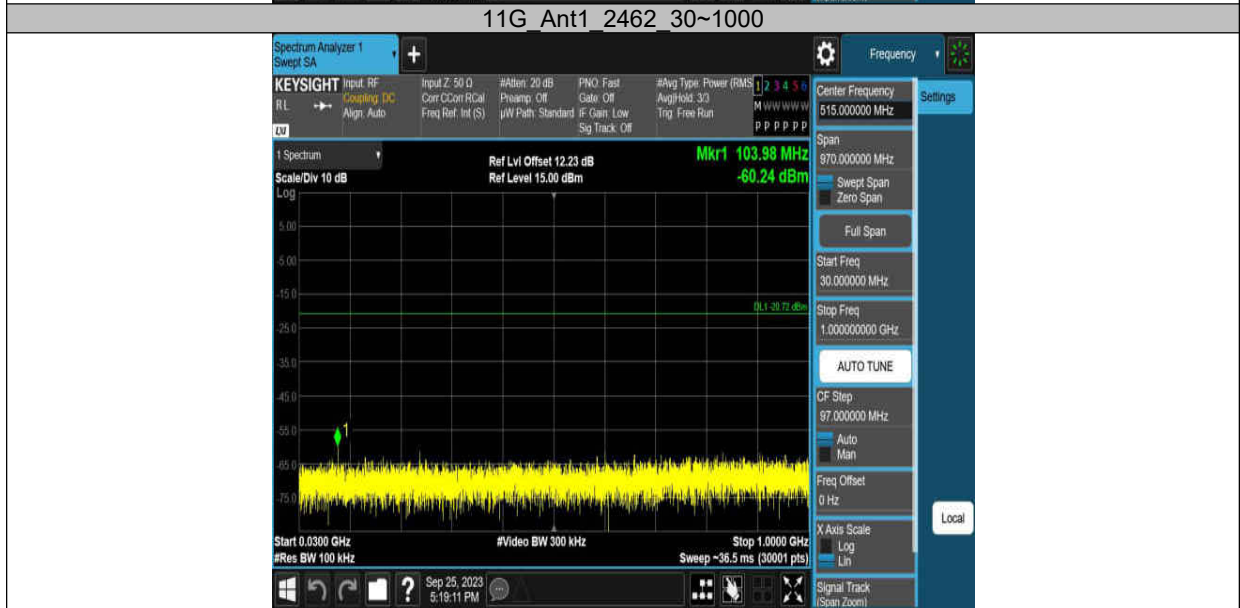 11G_Ant1_2462_30~1000
Spectrum Analyzer 1
Swept SA
+
Frequency
KEYSIGHT
RL
LXI
Input: RF
Coupling: DC
Align: Auto
Input Z: 50 Ω
Corr CCorr RCal
Freq Ref: Int (S)
#Atten: 20 dB
Preamp: Off
µW Path: Standard
PNO: Fast
Gate: Off
IF Gain: Low
Sig Track: Off
#Avg Type: Power (RMS
Avg|Hold: 3/3
Trig: Free Run
1 2 3 4 5 6
M W W W W W
P P P P P P
1 Spectrum
Scale/Div 10 dB
Log
Ref Lvl Offset 12.23 dB
Ref Level 15.00 dBm
Mkr1 103.98 MHz
-60.24 dBm
5.00
-5.00
-15.0
DL1 -20.72 dBm
-25.0
-35.0
-45.0
-55.0
1
-65.0
-75.0
Start 0.0300 GHz
#Res BW 100 kHz
#Video BW 300 kHz
Stop 1.0000 GHz
Sweep ~36.5 ms (30001 pts)
?
Sep 25, 2023
5:19:11 PM
Center Frequency
515.000000 MHz
Settings
Span
970.000000 MHz
Swept Span
Zero Span
Full Span
Start Freq
30.000000 MHz
Stop Freq
1.000000000 GHz
AUTO TUNE
CF Step
97.000000 MHz
Auto
Man
Freq Offset
0 Hz
Local
X Axis Scale
Log
Lin
Signal Track
(Span Zoom)